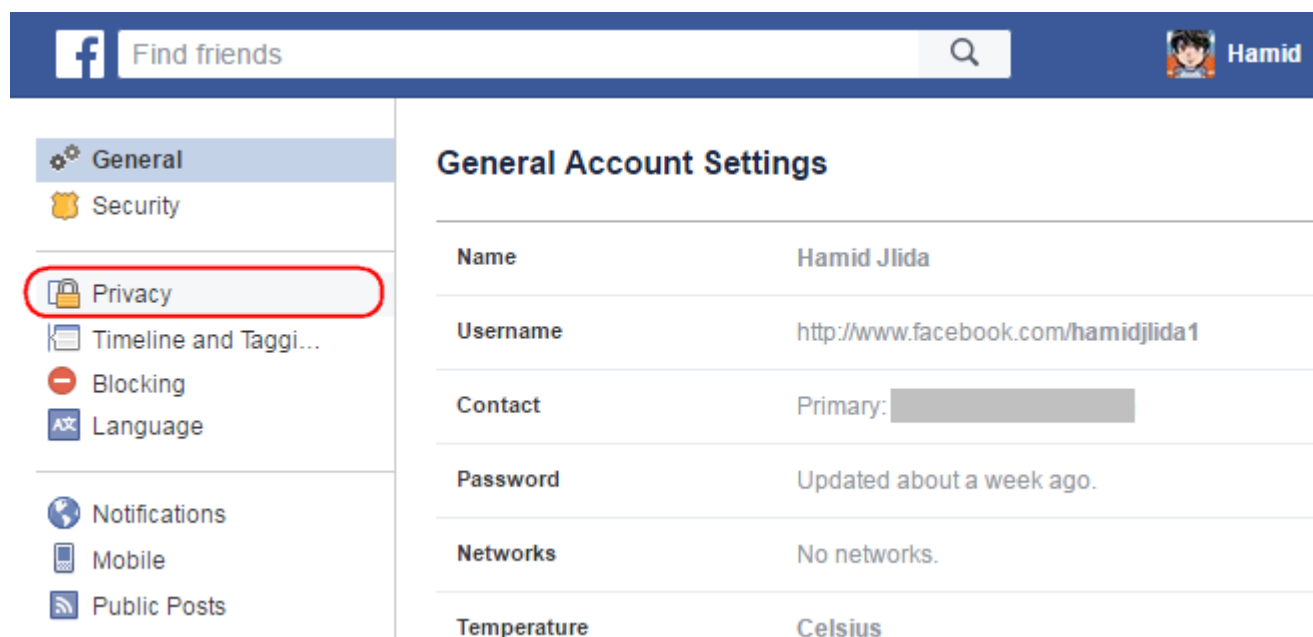 f
Find friends
Hamid
General
Security
Privacy
Timeline and Taggi...
Blocking
Language
Notifications
Mobile
Public Posts
General Account Settings
Name Hamid Jlida
Username http://www.facebook.com/hamidjlida1
Contact Primary:
Password Updated about a week ago.
Networks No networks.
Temperature Celsius